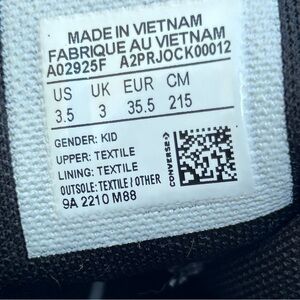 MADE IN VIETNAM
FABRIQUE AU VIETNAM
A02925F A2PRJOCK00012
US UK EUR CM
3.5 3 35.5 215
GENDER: KID
UPPER: TEXTILE
LINING: TEXTILE
OUTSOLE: TEXTILE / OTHER
9A 2210 M88
CONVERSE